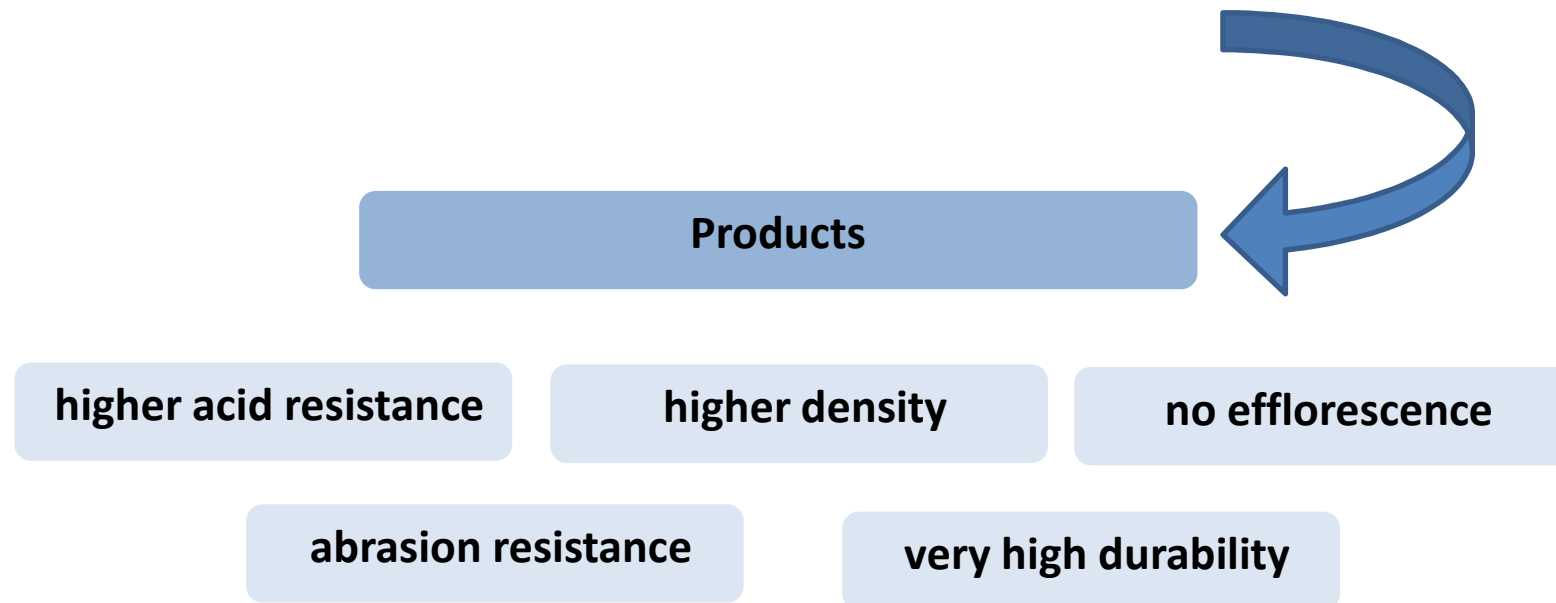 Products
higher acid resistance
higher density
no efflorescence
abrasion resistance
very high durability